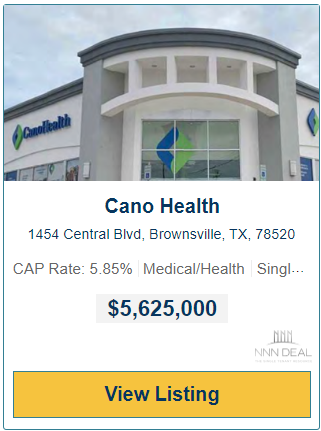 CanoHealth
Cano Health
1454 Central Blvd, Brownsville, TX, 78520
CAP Rate: 5.85% Medical/Health Singl...
$5,625,000
NNN
NNN DEAL
View Listing